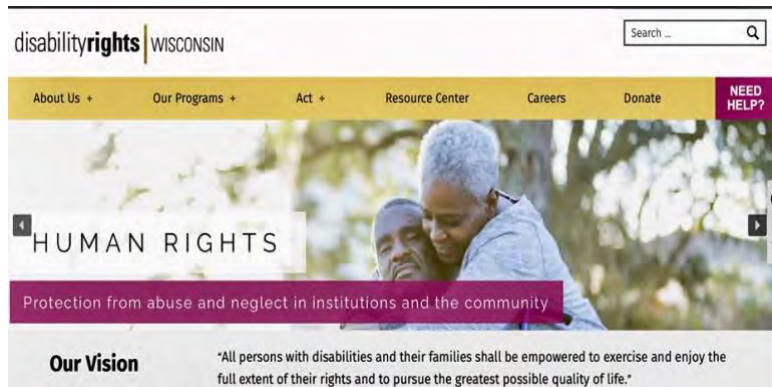 disabilityrights WISCONSIN
Search ...
About Us +
Our Programs +
Act +
Resource Center
Careers
Donate
NEED
HELP?
HUMAN RIGHTS
Protection from abuse and neglect in institutions and the community
Our Vision
"All persons with disabilities and their families shall be empowered to exercise and enjoy the
full extent of their rights and to pursue the greatest possible quality of life."